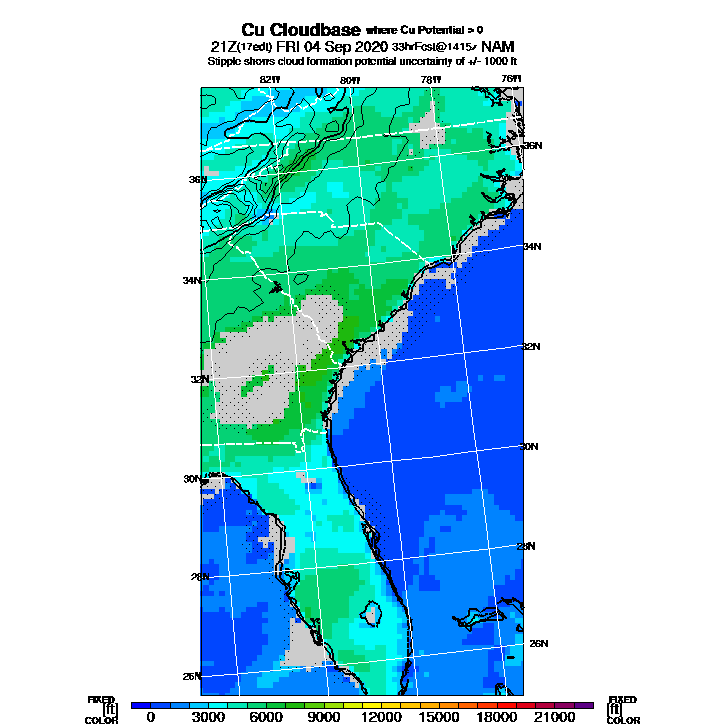 Cu Cloudbase where Cu Potential > 0
21Z(17edt) FRI 04 Sep 2020 33hrFcst@1415z NAM
Stipple shows cloud formation potential uncertainty of +/- 1000 ft
82W 80W 78W 76W
36N
36N
34N
34N
32N
32N
30N
30N
28N
28N
26N
26N
FIXED FIXED
[ft] [ft]
COLOR COLOR
0 3000 6000 9000 12000 15000 18000 21000